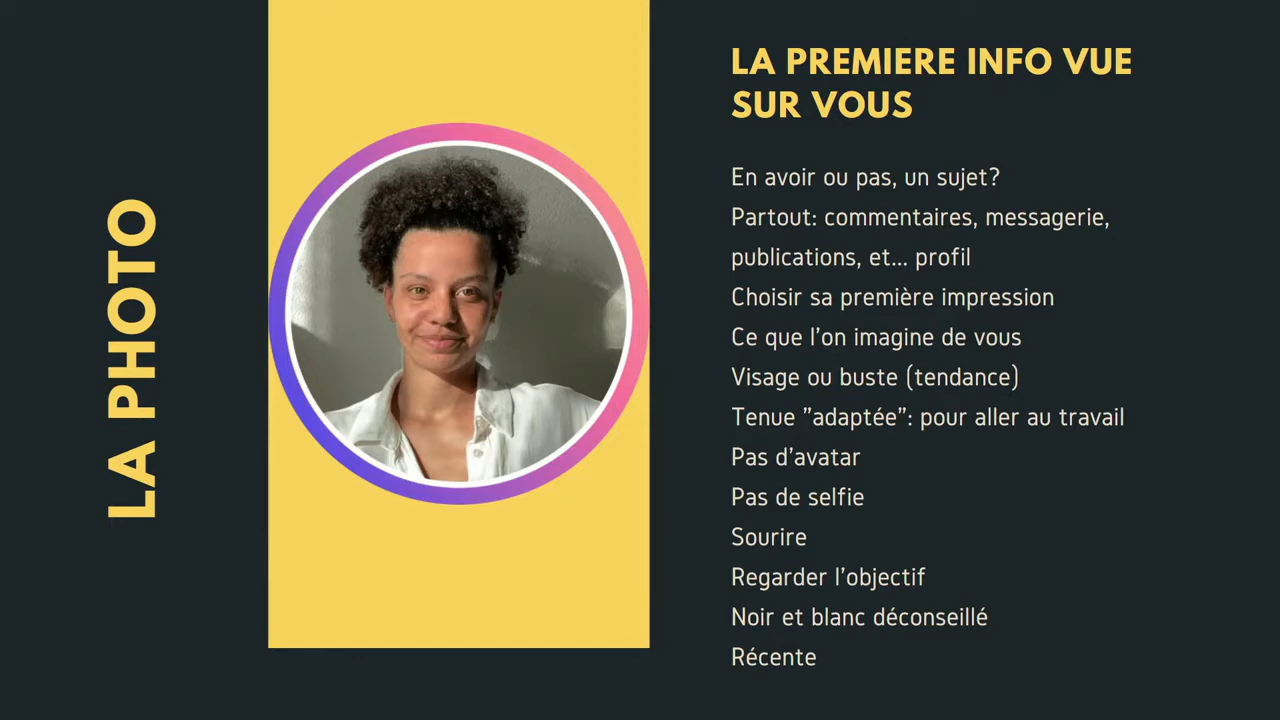 LA PHOTO
LA PREMIERE INFO VUE
SUR VOUS
En avoir ou pas, un sujet?
Partout: commentaires, messagerie,
publications, et... profil
Choisir sa première impression
Ce que l'on imagine de vous
Visage ou buste (tendance)
Tenue "adaptée": pour aller au travail
Pas d'avatar
Pas de selfie
Sourire
Regarder l'objectif
Noir et blanc déconseillé
Récente